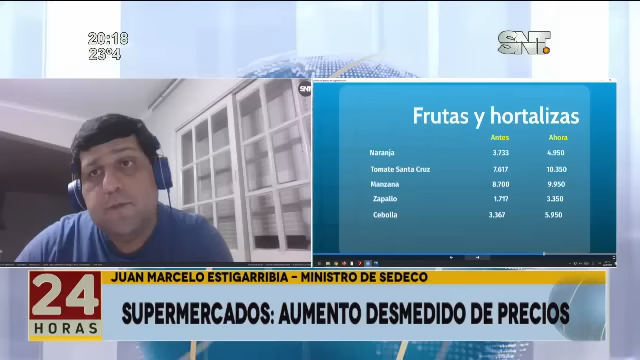 20:18
23°4
SNT.
SNT
Frutas y hortalizas
Antes Ahora
Naranja 3.733 4.950
Tomate Santa Cruz 7.617 10.350
Manzana 8.700 9.950
Zapallo 1.717 3.350
Cebolla 3.367 5.950
JUAN MARCELO ESTIGARRIBIA - MINISTRO DE SEDECO
24
HORAS
SUPERMERCADOS: AUMENTO DESMEDIDO DE PRECIOS